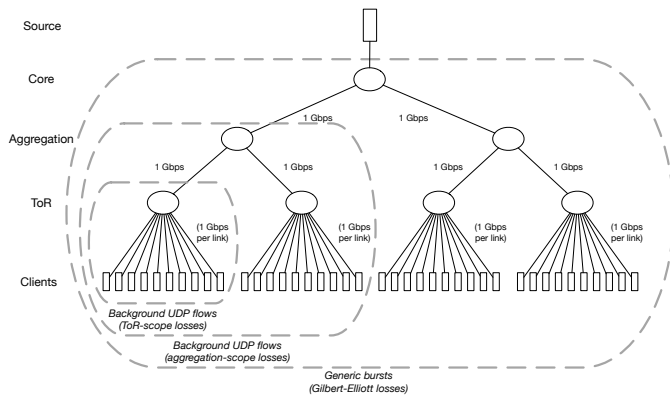 Source
Core
1 Gbps
1 Gbps
Aggregation
1 Gbps
1 Gbps
1 Gbps
1 Gbps
ToR
(1 Gbps
per link)
(1 Gbps
per link)
(1 Gbps
per link)
(1 Gbps
per link)
Clients
Background UDP flows
(ToR-scope losses)
Background UDP flows
(aggregation-scope losses)
Generic bursts
(Gilbert-Elliott losses)